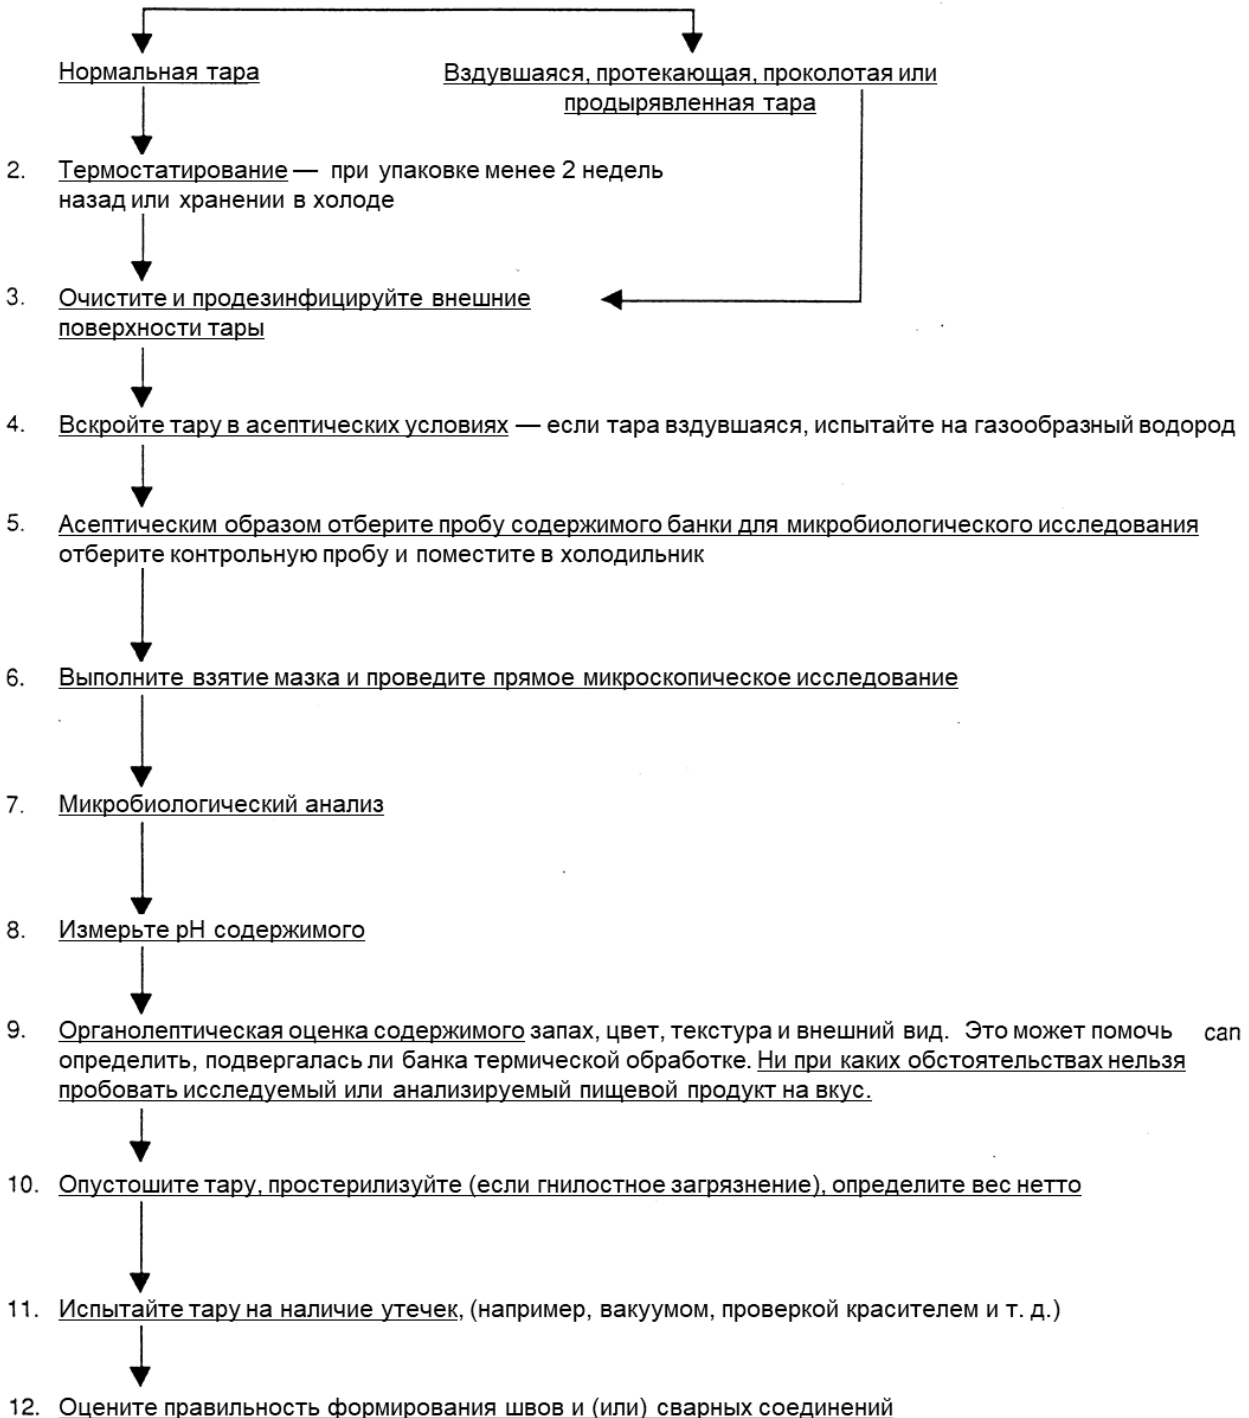 Нормальная тара
Вздувшаяся, протекающая, проколотая или
продырявленная тара
2. Термостатирование — при упаковке менее 2 недель
назад или хранении в холоде
3. Очистите и продезинфицируйте внешние
поверхности тары
4. Вскройте тару в асептических условиях — если тара вздувшаяся, испытайте на газообразный водород
5. Асептическим образом отберите пробу содержимого банки для микробиологического исследования
отберите контрольную пробу и поместите в холодильник
6. Выполните взятие мазка и проведите прямое микроскопическое исследование
7. Микробиологический анализ
8. Измерьте pH содержимого
9. Органолептическая оценка содержимого запах, цвет, текстура и внешний вид. Это может помочь can
определить, подвергалась ли банка термической обработке. Ни при каких обстоятельствах нельзя
пробовать исследуемый или анализируемый пищевой продукт на вкус.
10. Опустошите тару, простерилизуйте (если гнилостное загрязнение), определите вес нетто
11. Испытайте тару на наличие утечек, (например, вакуумом, проверкой красителем и т. д.)
12. Оцените правильность формирования швов и (или) сварных соединений